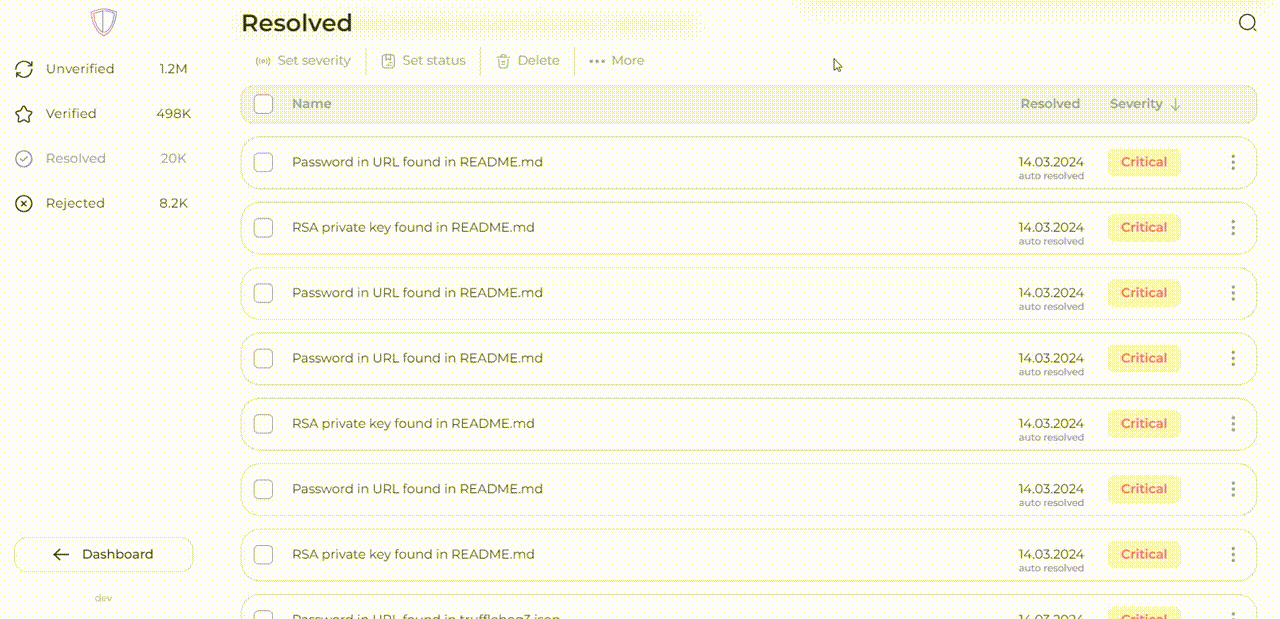 Resolved
Set severity Set status Delete More
Unverified 1.2M
Verified 498K
Resolved 20K
Rejected 8.2K
Dashboard
dev
Name Resolved Severity
Password in URL found in README.md 14.03.2024 Critical
auto resolved
RSA private key found in README.md 14.03.2024 Critical
auto resolved
Password in URL found in README.md 14.03.2024 Critical
auto resolved
Password in URL found in README.md 14.03.2024 Critical
auto resolved
RSA private key found in README.md 14.03.2024 Critical
auto resolved
Password in URL found in README.md 14.03.2024 Critical
auto resolved
RSA private key found in README.md 14.03.2024 Critical
auto resolved
Password in URL found in trufflehog3.json 14.03.2024 Critical